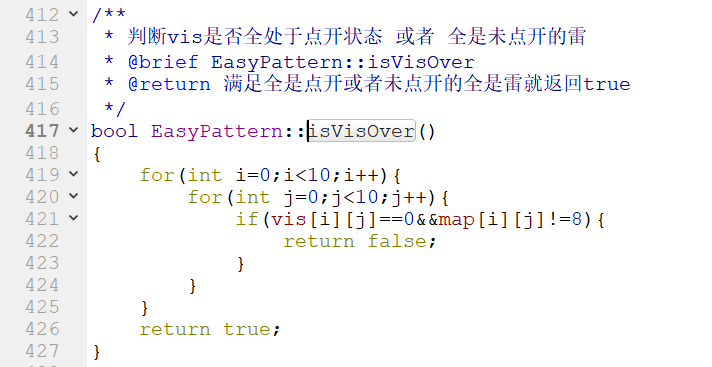 412 /**
413  * 判断vis是否全处于点开状态 或者 全是未点开的雷
414  * @brief EasyPattern::isVisOver
415  * @return 满足全是点开或者未点开的全是雷就返回true
416  */
417 bool EasyPattern::isVisOver()
418 {
419     for(int i=0;i<10;i++){
420         for(int j=0;j<10;j++){
421             if(vis[i][j]==0&&map[i][j]!=8){
422                 return false;
423             }
424         }
425     }
426     return true;
427 }